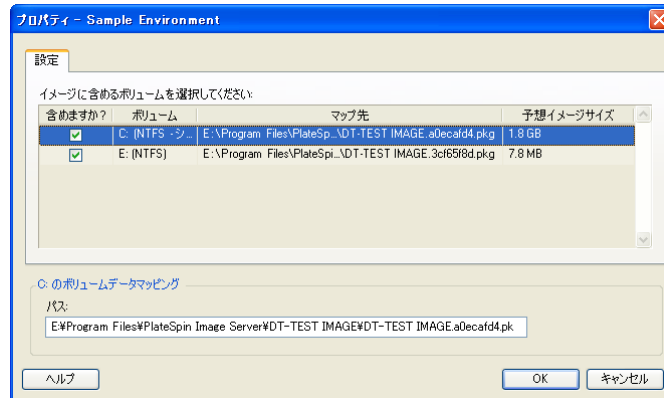 プロパティ - Sample Environment
設定
イメージに含めるボリュームを選択してください:
含めますか? ボリューム マップ先 予想イメージサイズ
C: (NTFS -シ... E:\Program Files\PlateSp...\DT-TEST IMAGE.a0ecafd4.pkg 1.8 GB
E: (NTFS) E:\Program Files\PlateSpi...\DT-TEST IMAGE.3cf65f8d.pkg 7.8 MB
C: のボリュームデータマッピング
パス:
E:¥Program Files¥PlateSpin Image Server¥DT-TEST IMAGE¥DT-TEST IMAGE.a0ecafd4.pk
ヘルプ OK キャンセル